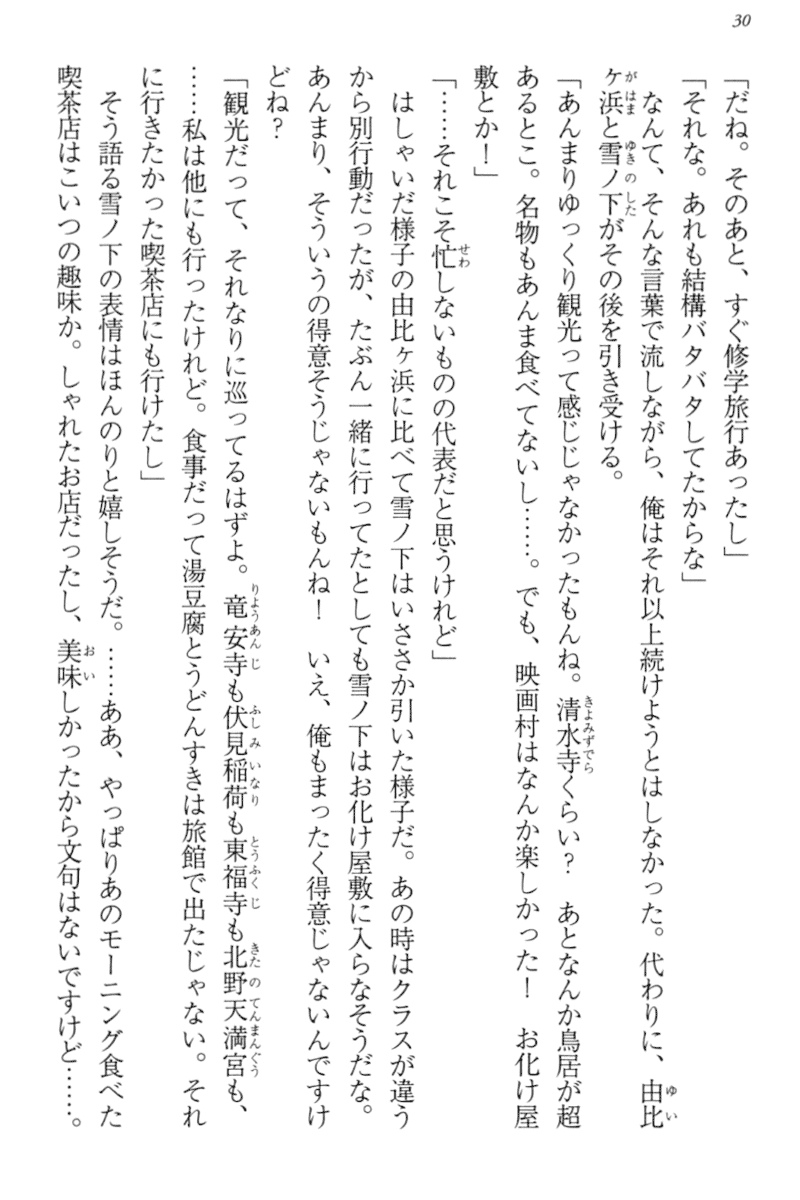 30
「だね。そのあと、すぐ修学旅行あったし」
「それな。あれも結構バタバタしてたからな」
　なんて、そんな言葉で流しながら、俺はそれ以上続けようとはしなかった。代わりに、由比
ヶ浜と雪ノ下がその後を引き受ける。
「あんまりゆっくり観光って感じじゃなかったもんね。清水寺くらい？　あとなんか鳥居が超
あるとこ。名物もあんま食べてないし……。でも、映画村はなんか楽しかった！　お化け屋
敷とか！」
「……それこそ忙しないものの代表だと思うけれど」
　はしゃいだ様子の由比ヶ浜に比べて雪ノ下はいささか引いた様子だ。あの時はクラスが違う
から別行動だったが、たぶん一緒に行ってたとしても雪ノ下はお化け屋敷に入らなそうだな。
あんまり、そういうの得意そうじゃないもんね！　いえ、俺もまったく得意じゃないんですけ
どね？
「観光だって、それなりに巡ってるはずよ。竜安寺も伏見稲荷も東福寺も北野天満宮も、
……私は他にも行ったけれど。食事だって湯豆腐とうどんすきは旅館で出たじゃない。それ
に行きたかった喫茶店にも行けたし」
　そう語る雪ノ下の表情はほんのりと嬉しそうだ。……ああ、やっぱりあのモーニング食べた
喫茶店はこいつの趣味か。しゃれたお店だったし、美味しかったから文句はないですけど……。